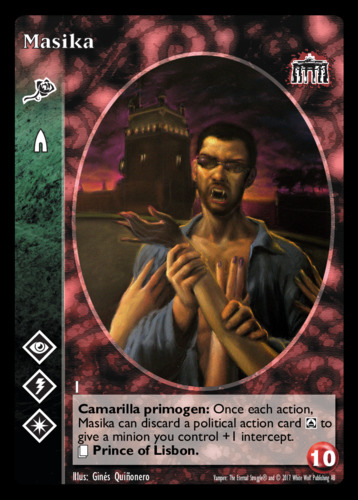 Masika
1
Camarilla primogen: Once each action,
Masika can discard a political action card to
give a minion you control +1 intercept.
Prince of Lisbon.
10
Illus: Ginés Quiñonero
Vampire: The Eternal Struggle® and © 2017 White Wolf Publishing AB